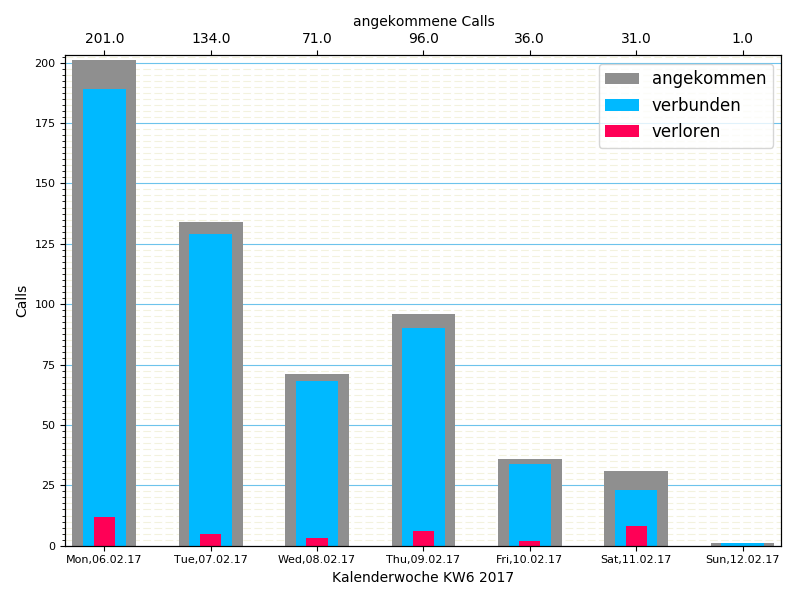 angekommene Calls
201.0 134.0 71.0 96.0 36.0 31.0 1.0
angekommen
verbunden
verloren
200
175
150
125
100
75
50
25
0
Calls
Mon,06.02.17 Tue,07.02.17 Wed,08.02.17 Thu,09.02.17 Fri,10.02.17 Sat,11.02.17 Sun,12.02.17
Kalenderwoche KW6 2017